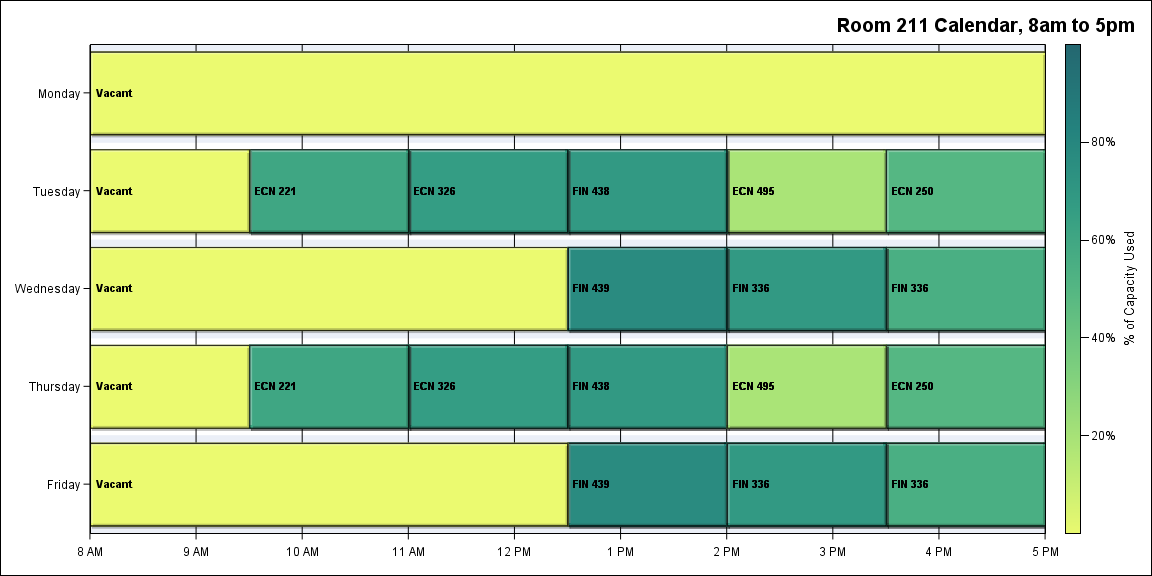 Room 211 Calendar, 8am to 5pm
Monday
Vacant
80%
Tuesday
Vacant
ECN 221
ECN 326
FIN 438
ECN 495
ECN 250
60%
Wednesday
Vacant
FIN 439
FIN 336
FIN 336
% of Capacity Used
40%
Thursday
Vacant
ECN 221
ECN 326
FIN 438
ECN 495
ECN 250
20%
Friday
Vacant
FIN 439
FIN 336
FIN 336
8 AM
9 AM
10 AM
11 AM
12 PM
1 PM
2 PM
3 PM
4 PM
5 PM